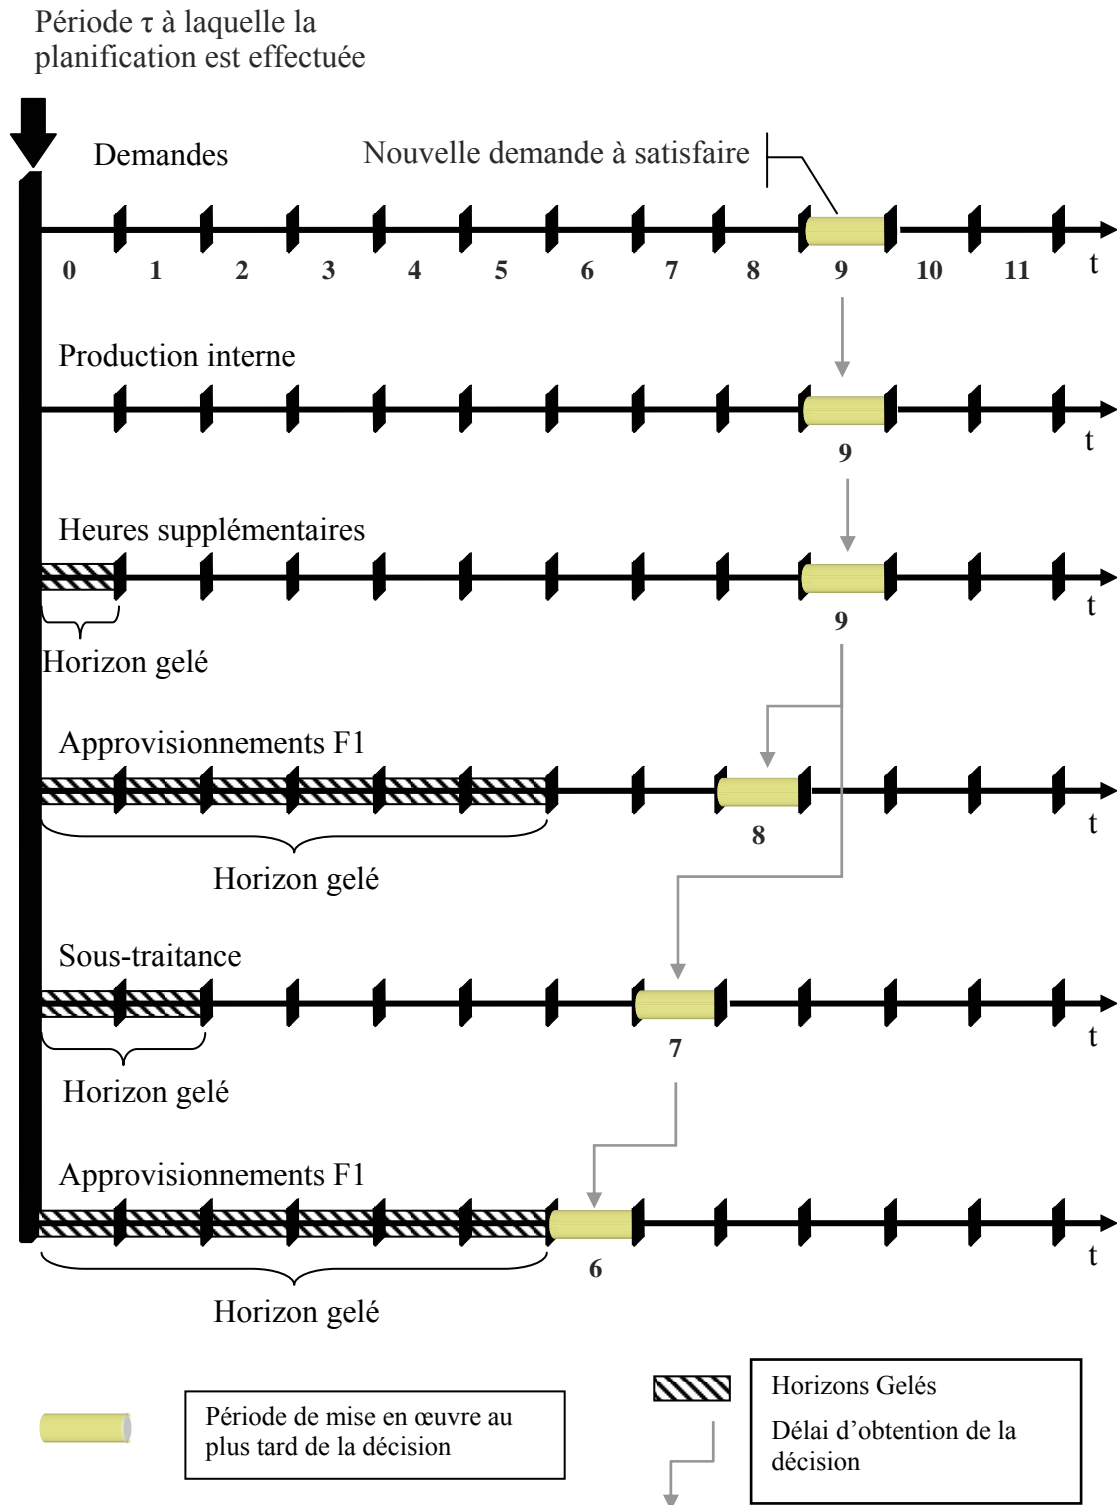 Période τ à laquelle la
planification est effectuée
Demandes
Nouvelle demande à satisfaire
0 1 2 3 4 5 6 7 8 9 10 11 t
Production interne
9 t
Heures supplémentaires
9 t
Horizon gelé
Approvisionnements F1
8 t
Horizon gelé
Sous-traitance
7 t
Horizon gelé
Approvisionnements F1
6 t
Horizon gelé
Période de mise en œuvre au
plus tard de la décision
Horizons Gelés
Délai d’obtention de la
décision